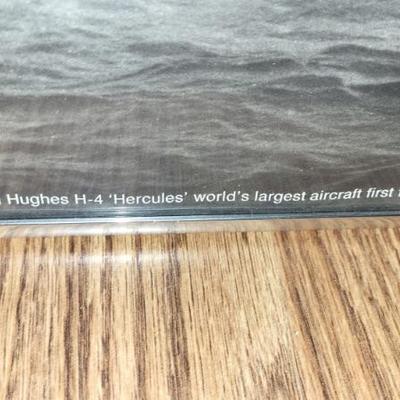 Hughes H-4 'Hercules' world's largest aircraft first